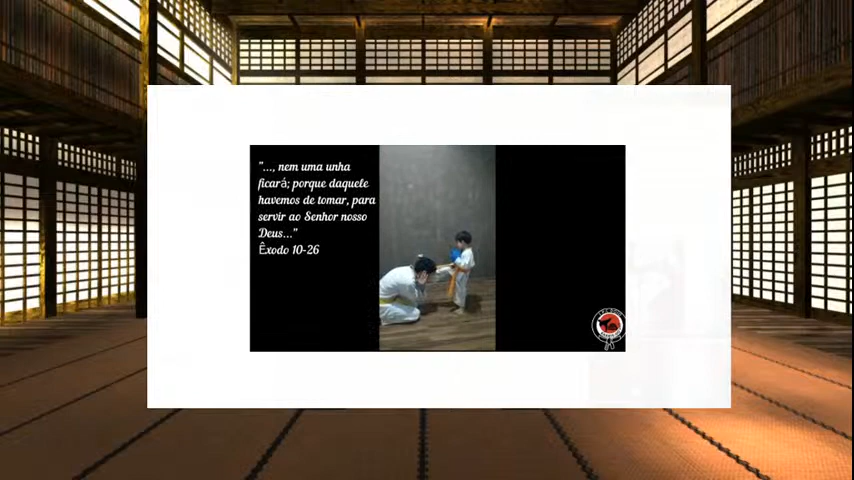 "..., nem uma unha
ficará; porque daquele
havemos de tomar, para
servir ao Senhor nosso
Deus..."
Êxodo 10-26